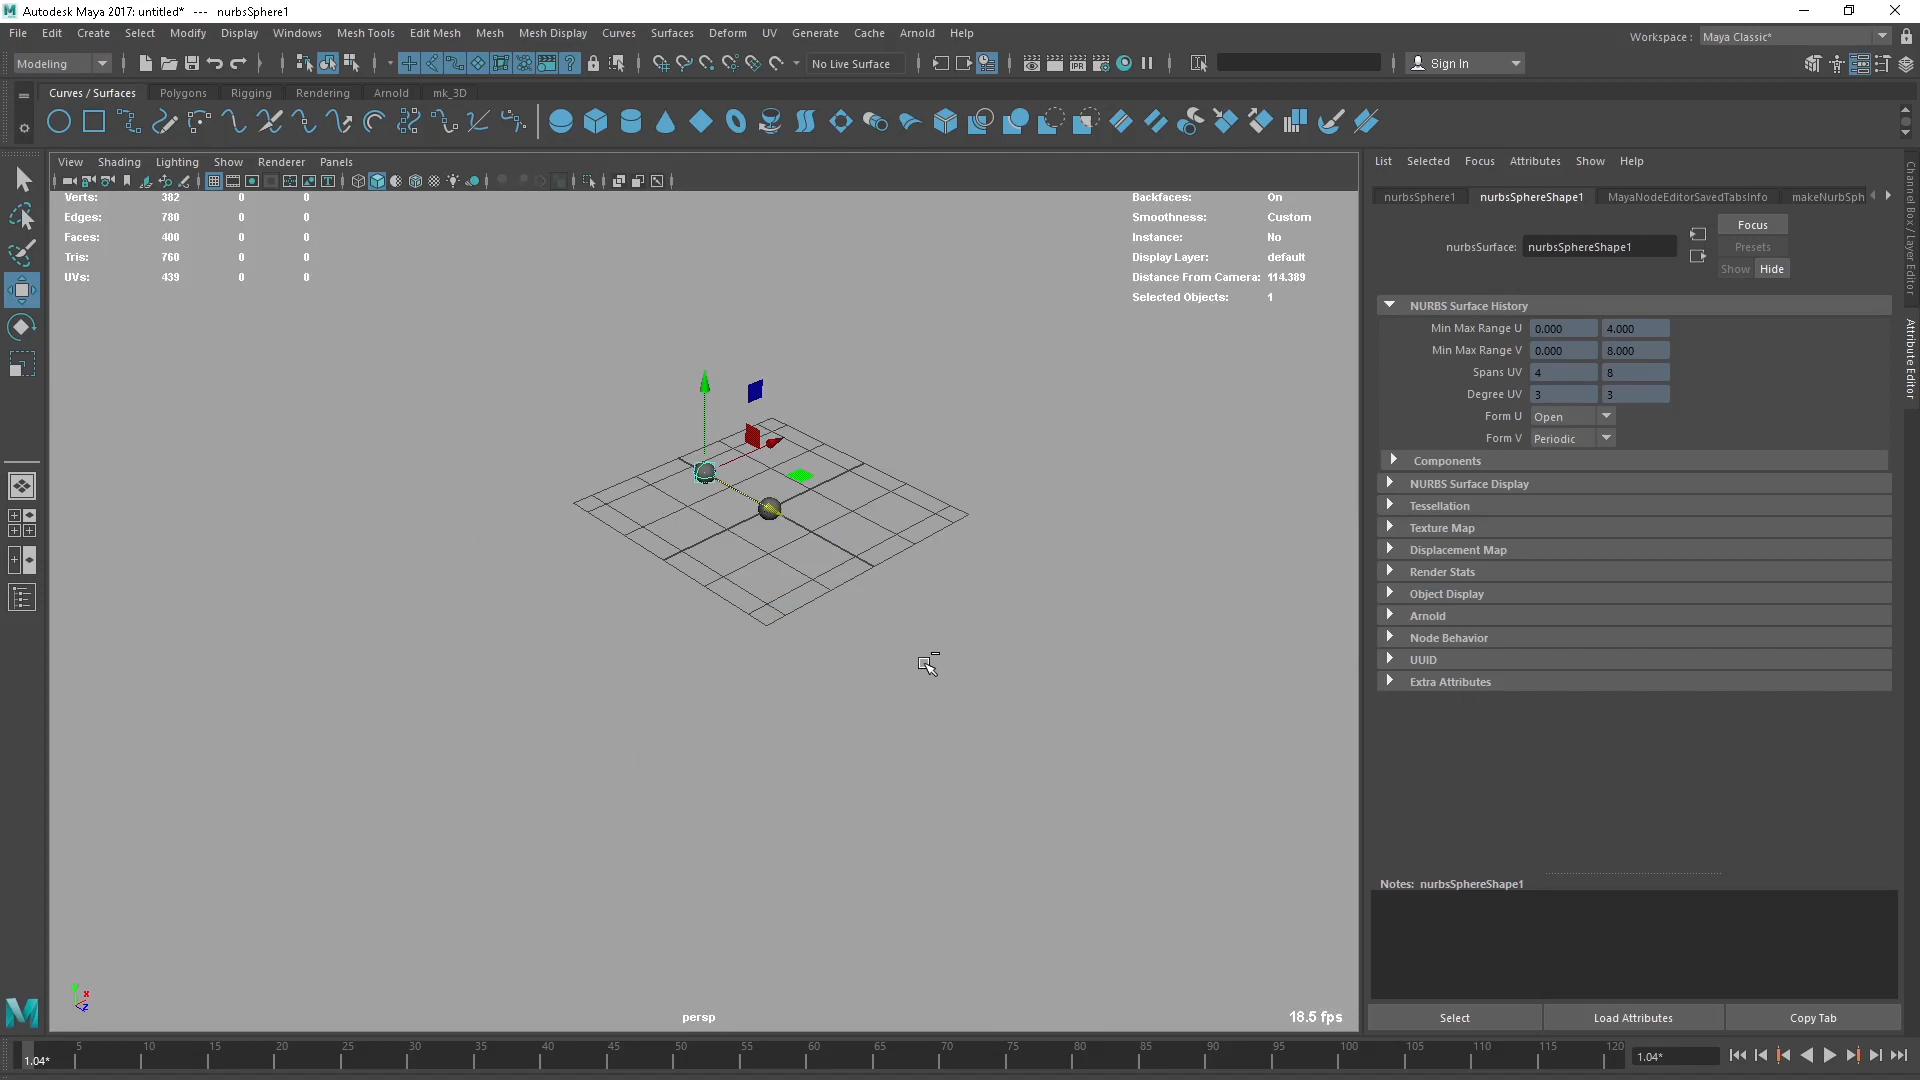 Autodesk Maya 2017: untitled* --- nurbsSphere1
File Edit Create Select Modify Display Windows Mesh Tools Edit Mesh Mesh Mesh Display Curves Surfaces Deform UV Generate Cache Arnold Help
Workspace : Maya Classic*
Modeling No Live Surface Sign In
Curves / Surfaces Polygons Rigging Rendering Arnold mk_3D
View Shading Lighting Show Renderer Panels
Verts: 382 0 0
Edges: 780 0 0
Faces: 400 0 0
Tris: 760 0 0
UVs: 439 0 0
Backfaces: On
Smoothness: Custom
Instance: No
Display Layer: default
Distance From Camera: 114.389
Selected Objects: 1
persp
18.5 fps
List Selected Focus Attributes Show Help
nurbsSphere1 nurbsSphereShape1 MayaNodeEditorSavedTabsInfo makeNurbSph
Focus
nurbsSurface: nurbsSphereShape1
Presets
Show Hide
NURBS Surface History
Min Max Range U 0.000 4.000
Min Max Range V 0.000 8.000
Spans UV 4 8
Degree UV 3 3
Form U Open
Form V Periodic
Components
NURBS Surface Display
Tessellation
Texture Map
Displacement Map
Render Stats
Object Display
Arnold
Node Behavior
UUID
Extra Attributes
Notes: nurbsSphereShape1
Select Load Attributes Copy Tab
Channel Box / Layer Editor
Attribute Editor
y x z
IPR
5 10 15 20 25 30 35 40 45 50 55 60 65 70 75 80 85 90 95 100 105 110 115 120
1.04* 1.04*